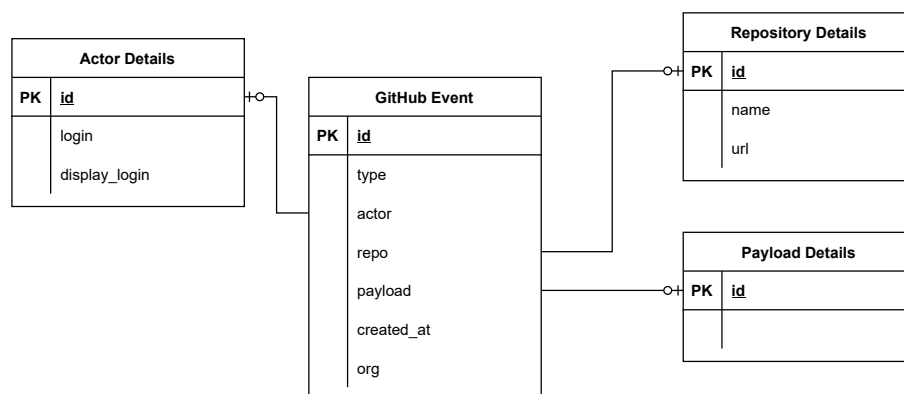 Actor Details
PK id
login
display_login
GitHub Event
PK id
type
actor
repo
payload
created_at
org
Repository Details
PK id
name
url
Payload Details
PK id